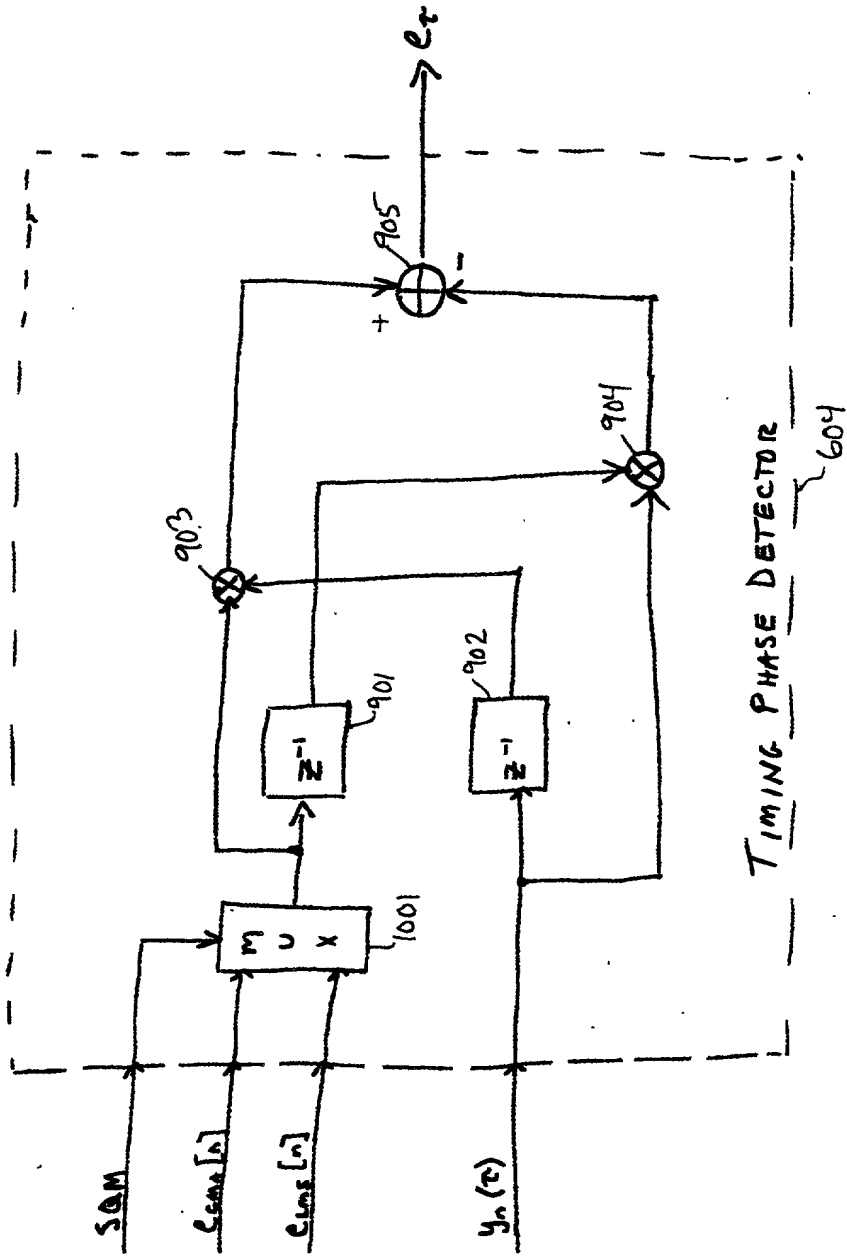 SQM
e_CMA[n]
e_LMS[n]
y_n(τ)
MUX
1001
z⁻¹
901
z⁻¹
902
903
904
+
-
905
e_τ
TIMING PHASE DETECTOR
604